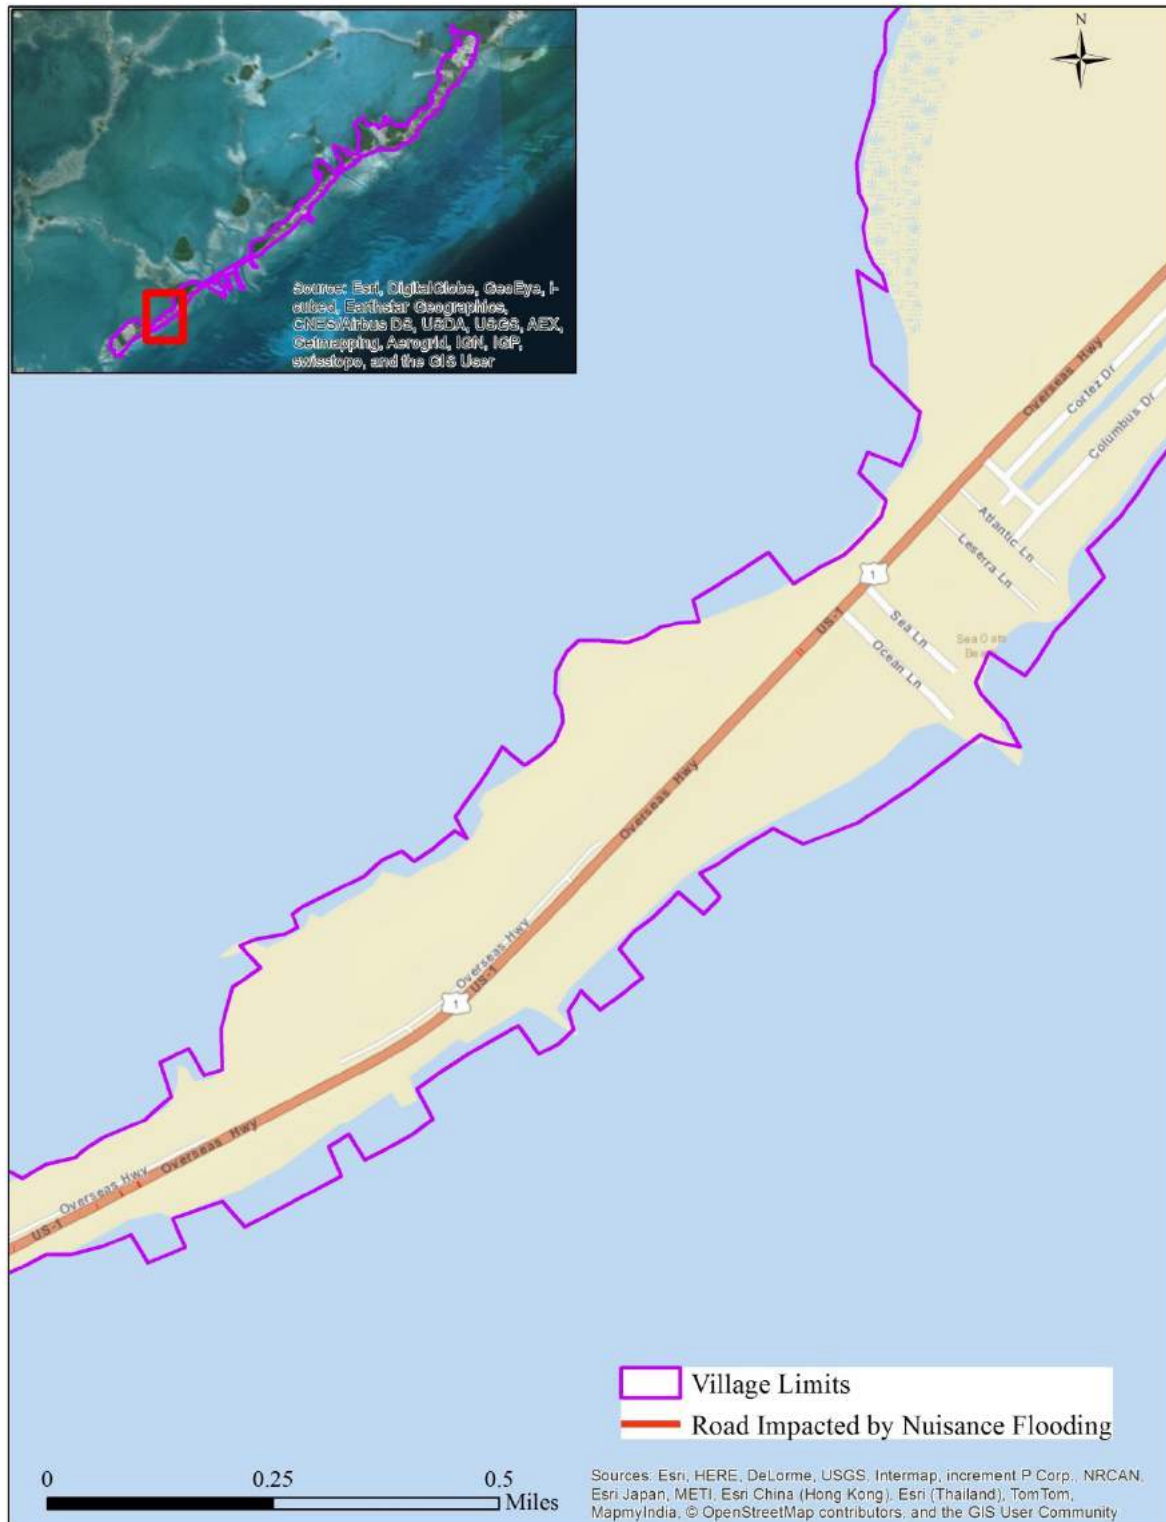 N
Source: Esri, DigitalGlobe, GeoEye, i-
cubed, Earthstar Geographics,
CNES/Airbus DS, USDA, USGS, AEX,
Getmapping, Aerogrid, IGN, IGP,
swisstopo, and the GIS User
Overseas Hwy
Cortez Dr
Columbus Dr
Atlantic Ln
Leserra Ln
1
US-1
Sea Ln
Sea Oats
Ocean Ln
Overseas Hwy
Overseas Hwy
US-1
1
Overseas Hwy
Overseas Hwy
US-1
Village Limits
Road Impacted by Nuisance Flooding
0 0.25 0.5
Miles
Sources: Esri, HERE, DeLorme, USGS, Intermap, increment P Corp., NRCAN,
Esri Japan, METI, Esri China (Hong Kong), Esri (Thailand), TomTom,
MapmyIndia, © OpenStreetMap contributors, and the GIS User Community